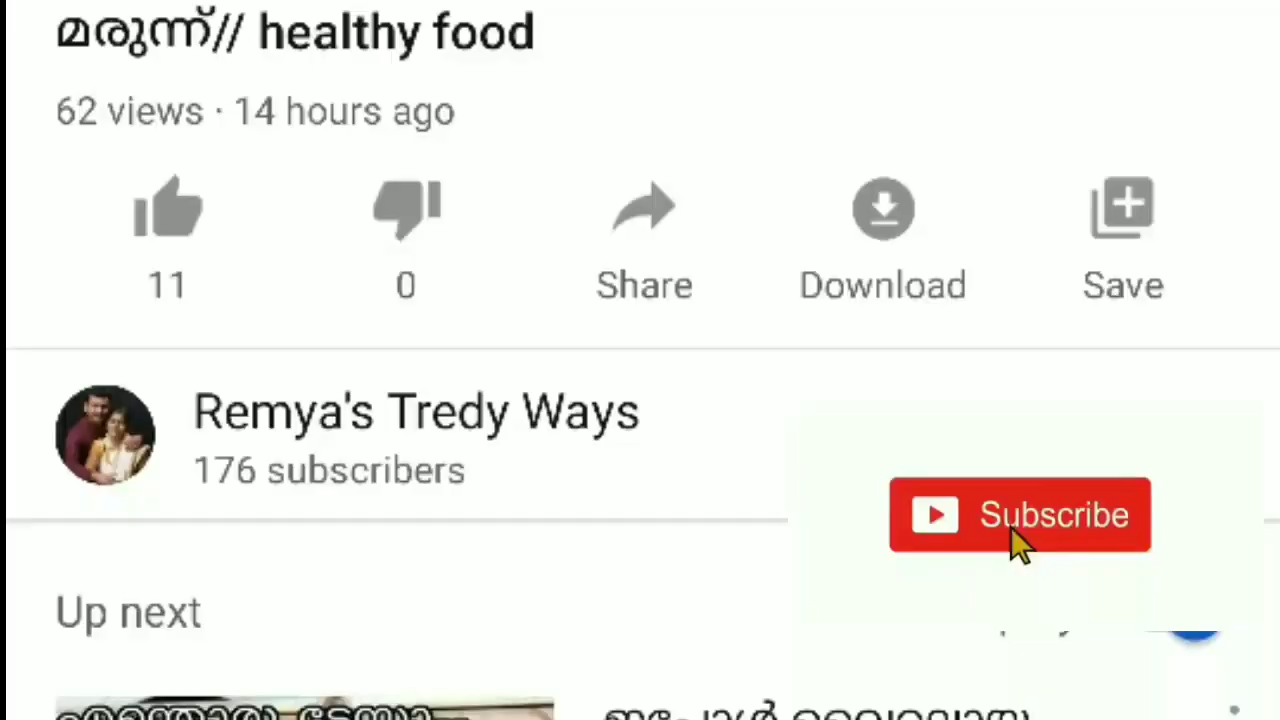 മരുന്ന്// healthy food
62 views · 14 hours ago
11
0
Share
Download
Save
Remya's Tredy Ways
176 subscribers
Subscribe
Up next